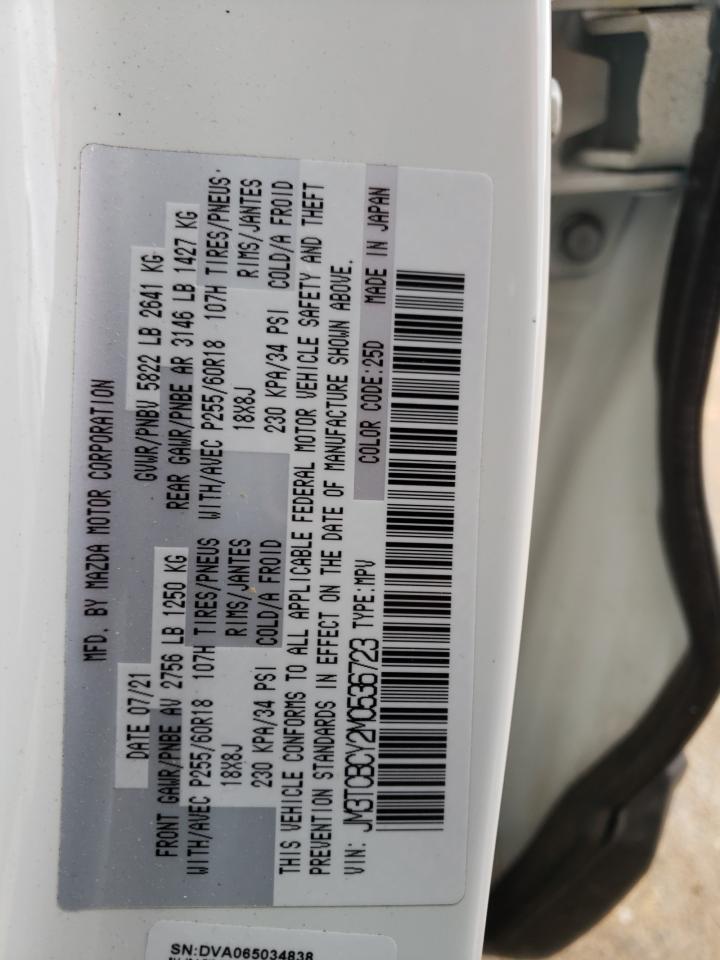 MFD. BY MAZDA MOTOR CORPORATION
DATE 07/21 GVWR/PNBV 5822 LB 2641 KG
FRONT GAWR/PNBE AV 2756 LB 1250 KG REAR GAWR/PNBE AR 3146 LB 1427 KG
WITH/AVEC P255/60R18 107H TIRES/PNEUS WITH/AVEC P255/60R18 107H TIRES/PNEUS
18X8J RIMS/JANTES 18X8J RIMS/JANTES
230 KPA/34 PSI COLD/A FROID 230 KPA/34 PSI COLD/A FROID
THIS VEHICLE CONFORMS TO ALL APPLICABLE FEDERAL MOTOR VEHICLE SAFETY AND THEFT
PREVENTION STANDARDS IN EFFECT ON THE DATE OF MANUFACTURE SHOWN ABOVE.
VIN: JM3TCBCY2M0536723 TYPE:MPV COLOR CODE:25D MADE IN JAPAN
SN:DVA065034838